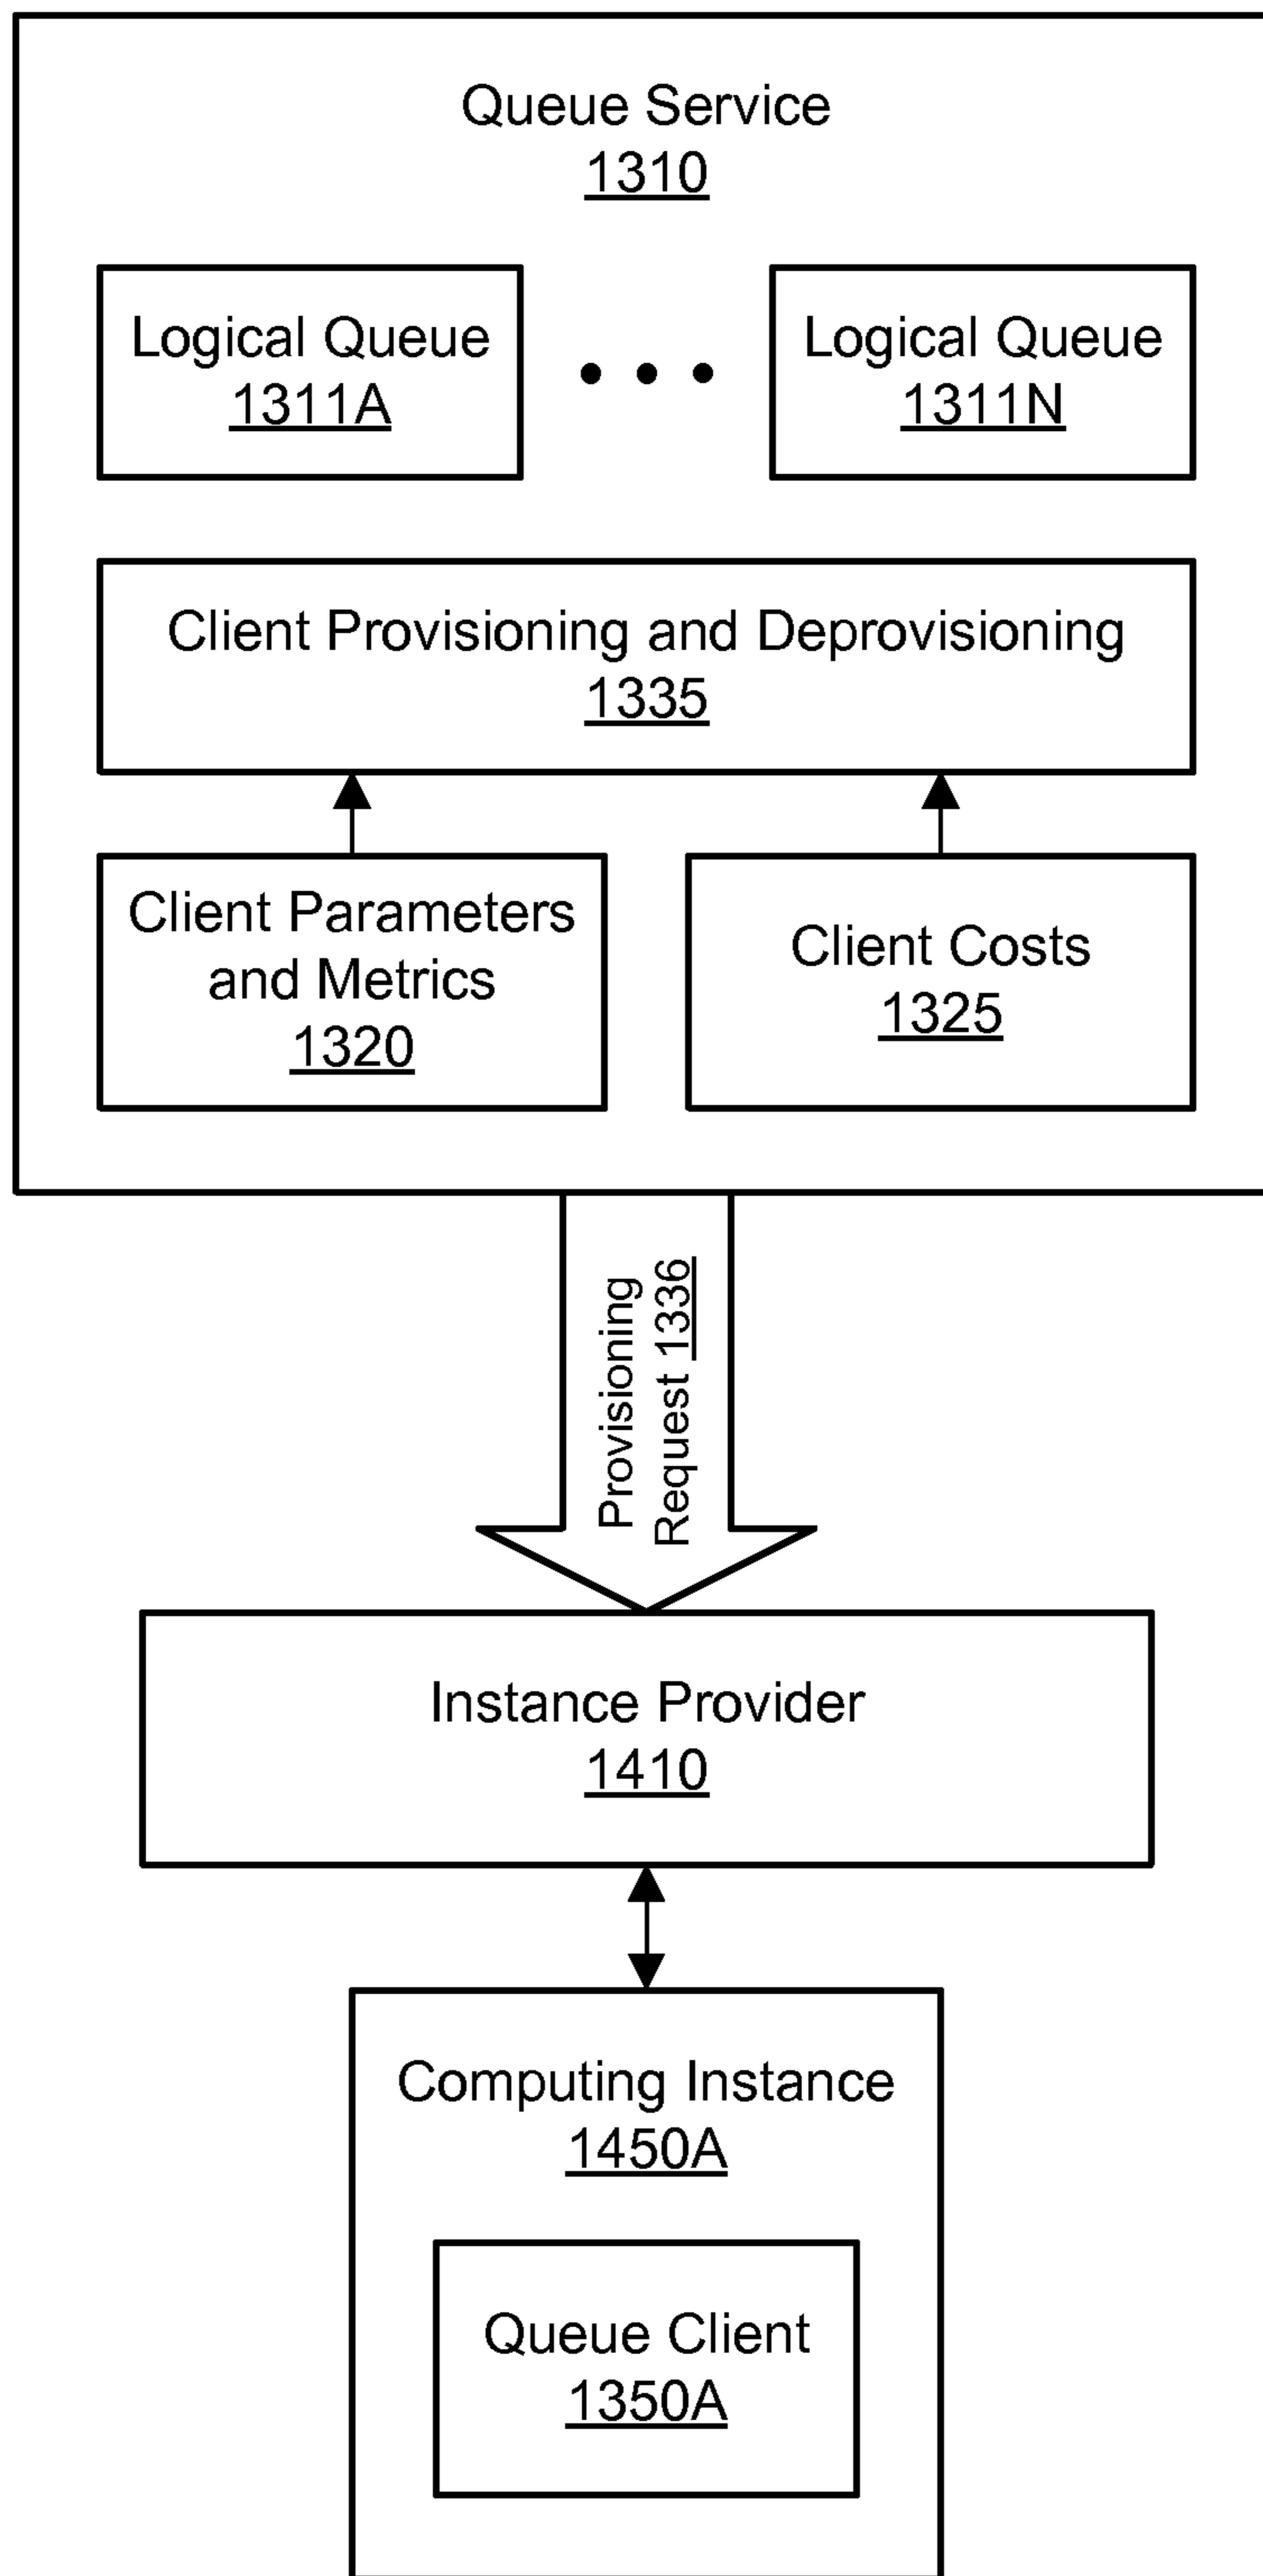 Queue Service
1310
Logical Queue
1311A
Logical Queue
1311N
Client Provisioning and Deprovisioning
1335
Client Parameters
and Metrics
1320
Client Costs
1325
Provisioning
Request 1336
Instance Provider
1410
Computing Instance
1450A
Queue Client
1350A